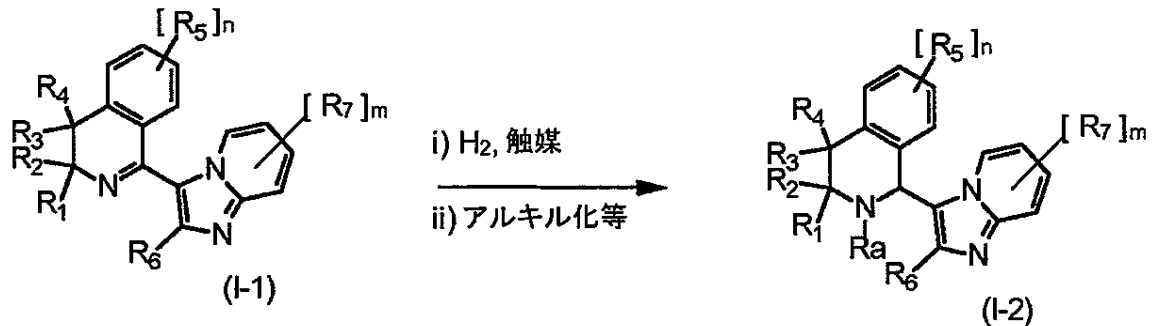 [R5]n
R4
R3
R2
R1
N
N
N
R6
[R7]m
(I-1)
i) H2, 触媒
ii) アルキル化等
[R5]n
R4
R3
R2
R1
N
Ra
N
N
R6
[R7]m
(I-2)